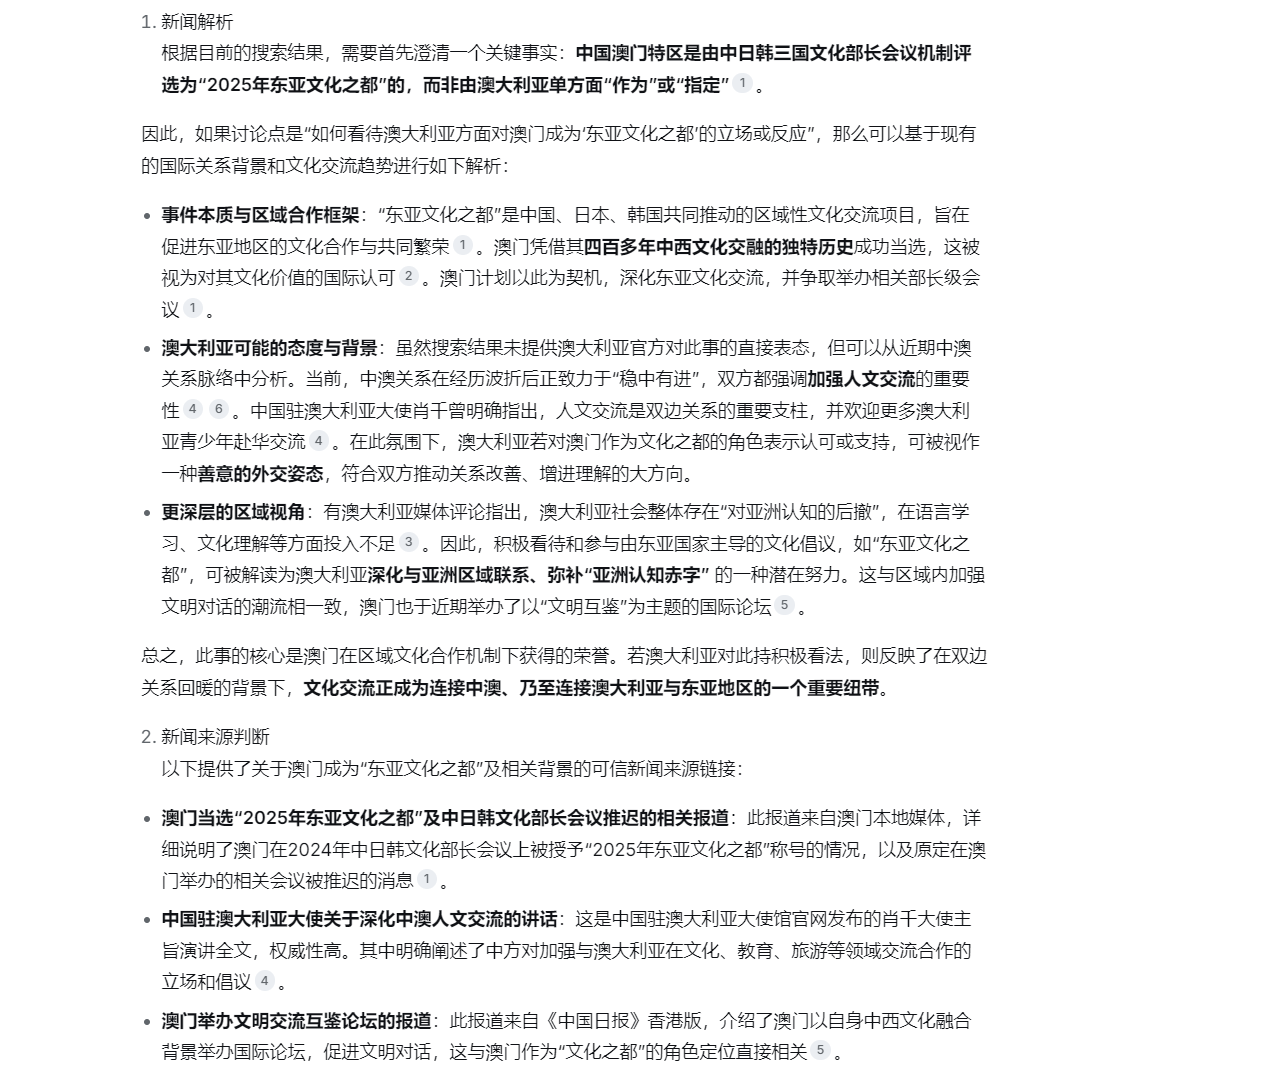 1. 新闻解析
根据目前的搜索结果，需要首先澄清一个关键事实：中国澳门特区是由中日韩三国文化部长会议机制评
选为“2025年东亚文化之都”的，而非由澳大利亚单方面“作为”或“指定” 1 。
因此，如果讨论点是“如何看待澳大利亚方面对澳门成为‘东亚文化之都’的立场或反应”，那么可以基于现有
的国际关系背景和文化交流趋势进行如下解析：
• 事件本质与区域合作框架：“东亚文化之都”是中国、日本、韩国共同推动的区域性文化交流项目，旨在
促进东亚地区的文化合作与共同繁荣 1 。澳门凭借其四百多年中西文化交融的独特历史成功当选，这被
视为对其文化价值的国际认可 2 。澳门计划以此为契机，深化东亚文化交流，并争取举办相关部长级会
议 1 。
• 澳大利亚可能的态度与背景：虽然搜索结果未提供澳大利亚官方对此事的直接表态，但可以从近期中澳
关系脉络中分析。当前，中澳关系在经历波折后正致力于“稳中有进”，双方都强调加强人文交流的重要
性 4 6 。中国驻澳大利亚大使肖千曾明确指出，人文交流是双边关系的重要支柱，并欢迎更多澳大利
亚青少年赴华交流 4 。在此氛围下，澳大利亚若对澳门作为文化之都的角色表示认可或支持，可被视作
一种善意的外交姿态，符合双方推动关系改善、增进理解的大方向。
• 更深层的区域视角：有澳大利亚媒体评论指出，澳大利亚社会整体存在“对亚洲认知的后撤”，在语言学
习、文化理解等方面投入不足 3 。因此，积极看待和参与由东亚国家主导的文化倡议，如“东亚文化之
都”，可被解读为澳大利亚深化与亚洲区域联系、弥补“亚洲认知赤字” 的一种潜在努力。这与区域内加强
文明对话的潮流相一致，澳门也于近期举办了以“文明互鉴”为主题的国际论坛 5 。
总之，此事的核心是澳门在区域文化合作机制下获得的荣誉。若澳大利亚对此持积极看法，则反映了在双边
关系回暖的背景下，文化交流正成为连接中澳、乃至连接澳大利亚与东亚地区的一个重要纽带。
2. 新闻来源判断
以下提供了关于澳门成为“东亚文化之都”及相关背景的可信新闻来源链接：
• 澳门当选“2025年东亚文化之都”及中日韩文化部长会议推迟的相关报道：此报道来自澳门本地媒体，详
细说明了澳门在2024年中日韩文化部长会议上被授予“2025年东亚文化之都”称号的情况，以及原定在澳
门举办的相关会议被推迟的消息 1 。
• 中国驻澳大利亚大使关于深化中澳人文交流的讲话：这是中国驻澳大利亚大使馆官网发布的肖千大使主
旨演讲全文，权威性高。其中明确阐述了中方对加强与澳大利亚在文化、教育、旅游等领域交流合作的
立场和倡议 4 。
• 澳门举办文明交流互鉴论坛的报道：此报道来自《中国日报》香港版，介绍了澳门以自身中西文化融合
背景举办国际论坛，促进文明对话，这与澳门作为“文化之都”的角色定位直接相关 5 。